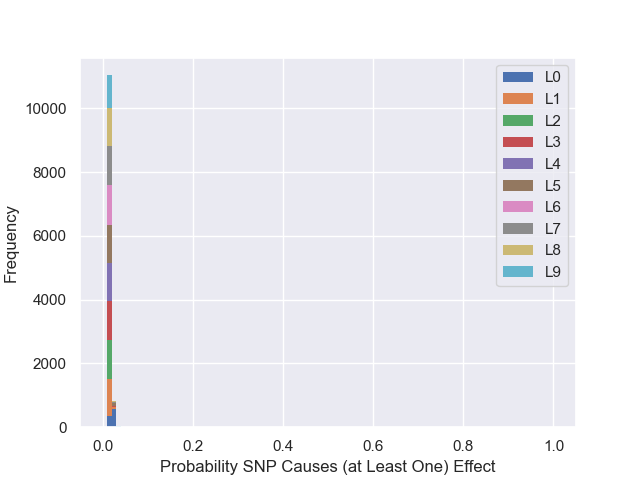 10000
8000
6000
4000
2000
0
Frequency
0.0 0.2 0.4 0.6 0.8 1.0
Probability SNP Causes (at Least One) Effect
L0
L1
L2
L3
L4
L5
L6
L7
L8
L9